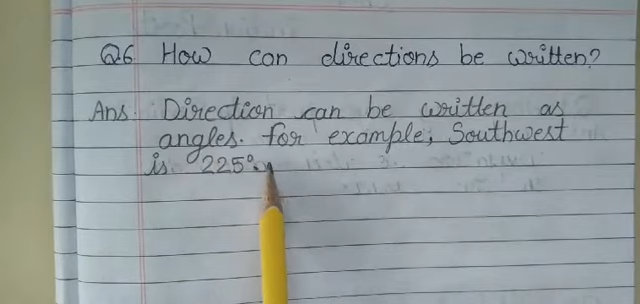 Q6 How can directions be written?
Ans. Direction can be written as
angles. for example, Southwest
is 225°.